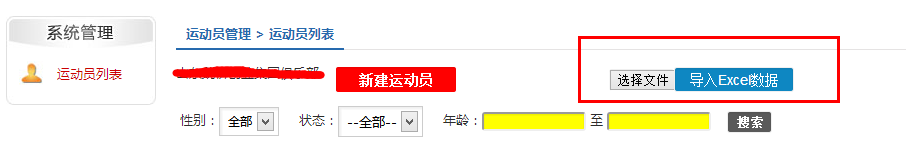 系统管理
运动员列表
运动员管理 > 运动员列表
新建运动员 选择文件 导入Excel数据
性别： 全部 状态： --全部-- 年龄： 至 搜索